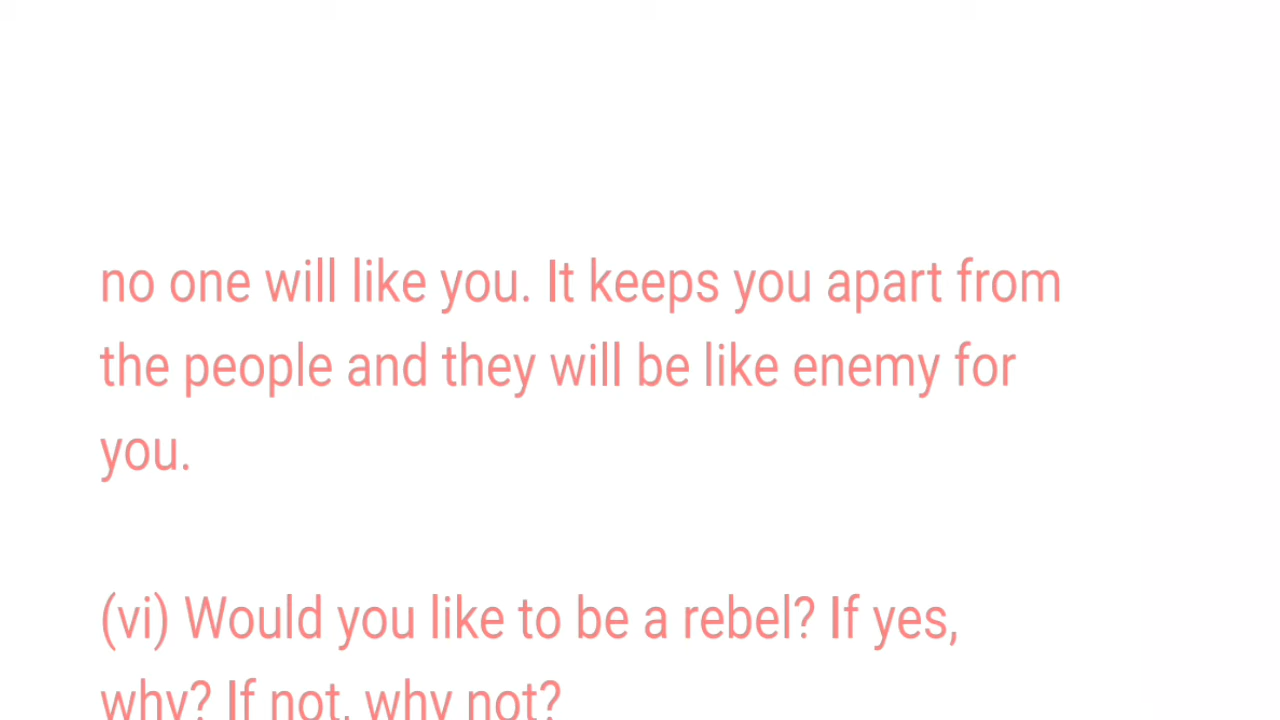 no one will like you. It keeps you apart from
the people and they will be like enemy for
you.
(vi) Would you like to be a rebel? If yes,
why? If not, why not?